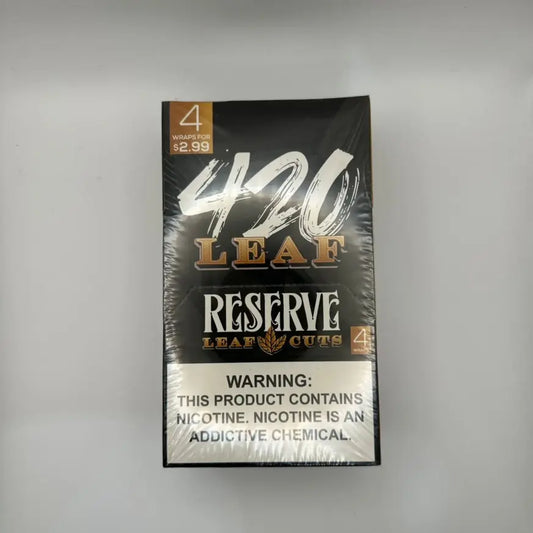 4
WRAPS FOR
$2.99
420
LEAF
RESERVE
LEAF CUTS
4
WRAPS
WARNING:
THIS PRODUCT CONTAINS
NICOTINE. NICOTINE IS AN
ADDICTIVE CHEMICAL.